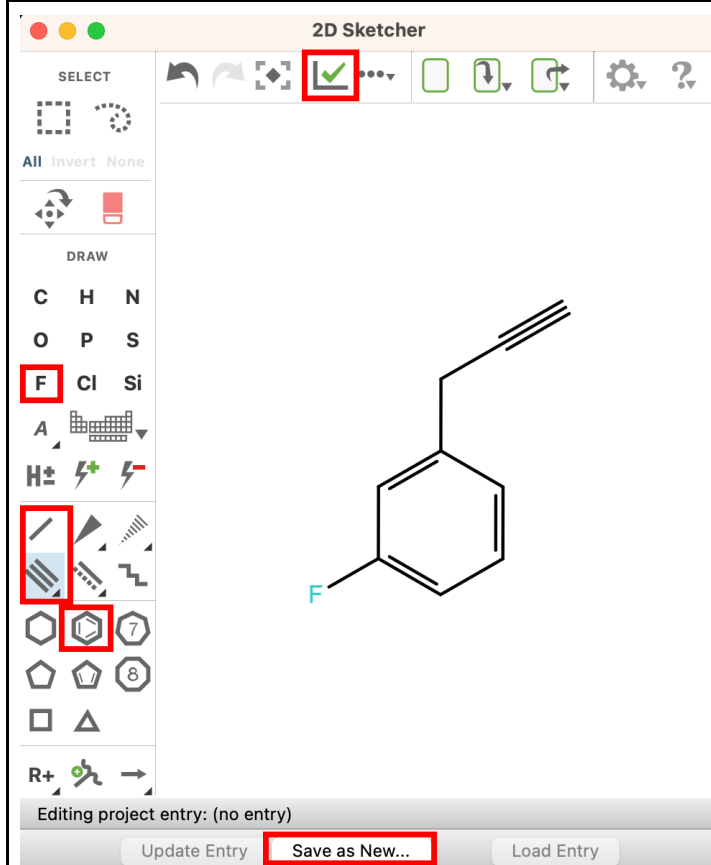 2D Sketcher
SELECT
All Invert None
DRAW
C H N
O P S
F Cl Si
A
H±
7
8
R+
F
Editing project entry: (no entry)
Update Entry Save as New... Load Entry